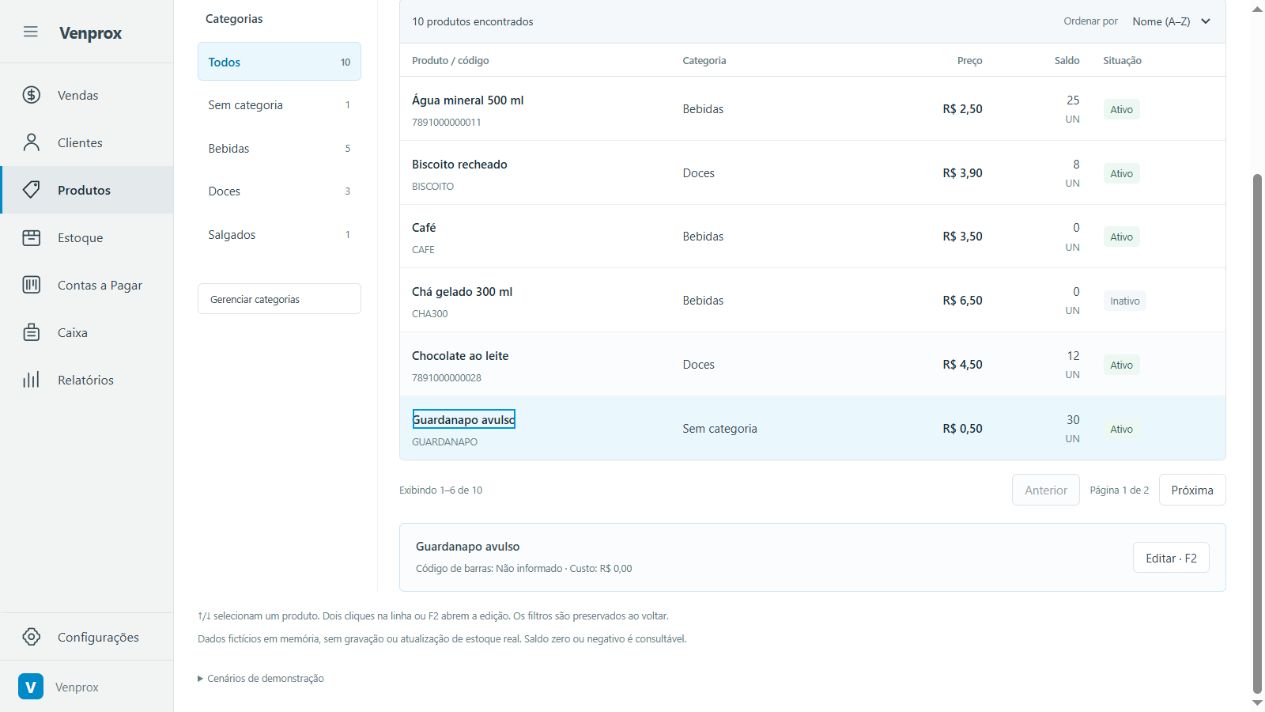 Venprox
Vendas
Clientes
Produtos
Estoque
Contas a Pagar
Caixa
Relatórios
Configurações
V Venprox
Categorias
Todos 10
Sem categoria 1
Bebidas 5
Doces 3
Salgados 1
Gerenciar categorias
10 produtos encontrados Ordenar por Nome (A–Z)
Produto / código Categoria Preço Saldo Situação
Água mineral 500 ml Bebidas R$ 2,50 25 Ativo
7891000000011 UN
Biscoito recheado Doces R$ 3,90 8 Ativo
BISCOITO UN
Café Bebidas R$ 3,50 0 Ativo
CAFE UN
Chá gelado 300 ml Bebidas R$ 6,50 0 Inativo
CHA300 UN
Chocolate ao leite Doces R$ 4,50 12 Ativo
7891000000028 UN
Guardanapo avulso Sem categoria R$ 0,50 30 Ativo
GUARDANAPO UN
Exibindo 1–6 de 10 Anterior Página 1 de 2 Próxima
Guardanapo avulso
Código de barras: Não informado · Custo: R$ 0,00
Editar · F2
↑/↓ selecionam um produto. Dois cliques na linha ou F2 abrem a edição. Os filtros são preservados ao voltar.
Dados fictícios em memória, sem gravação ou atualização de estoque real. Saldo zero ou negativo é consultável.
Cenários de demonstração